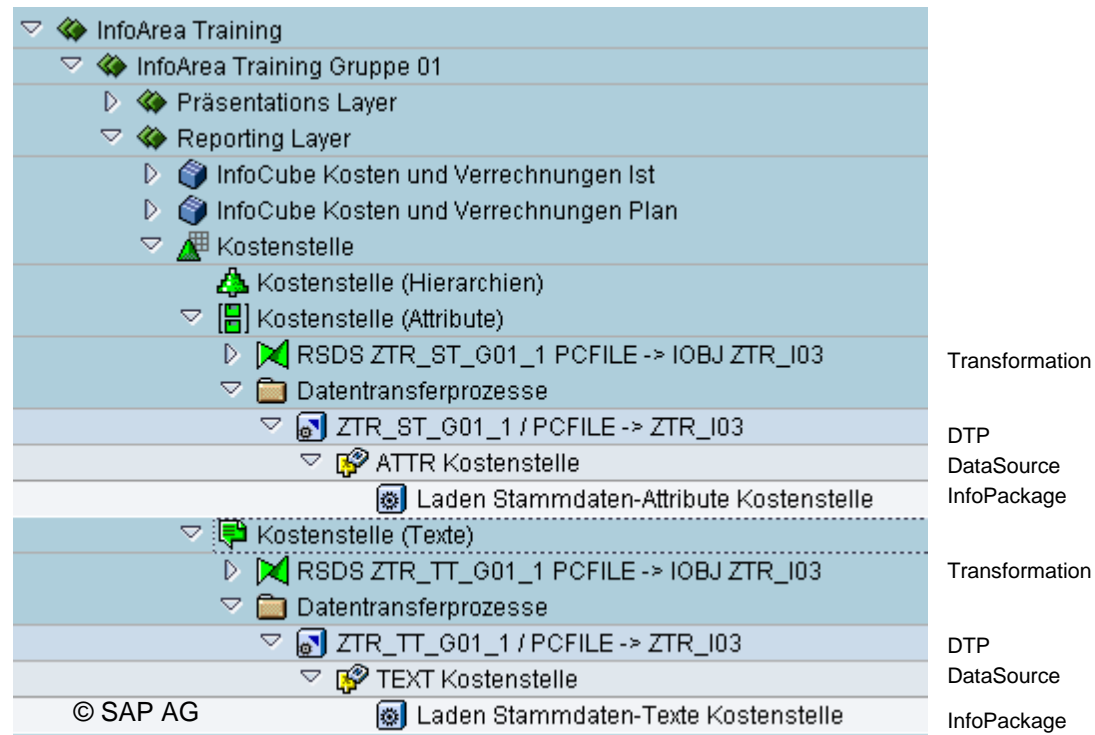 InfoArea Training
InfoArea Training Gruppe 01
Präsentations Layer
Reporting Layer
InfoCube Kosten und Verrechnungen Ist
InfoCube Kosten und Verrechnungen Plan
Kostenstelle
Kostenstelle (Hierarchien)
Kostenstelle (Attribute)
RSDS ZTR_ST_G01_1 PCFILE -> IOBJ ZTR_I03 Transformation
Datentransferprozesse
ZTR_ST_G01_1 / PCFILE -> ZTR_I03 DTP
ATTR Kostenstelle DataSource
Laden Stammdaten-Attribute Kostenstelle InfoPackage
Kostenstelle (Texte)
RSDS ZTR_TT_G01_1 PCFILE -> IOBJ ZTR_I03 Transformation
Datentransferprozesse
ZTR_TT_G01_1 / PCFILE -> ZTR_I03 DTP
TEXT Kostenstelle DataSource
© SAP AG Laden Stammdaten-Texte Kostenstelle InfoPackage